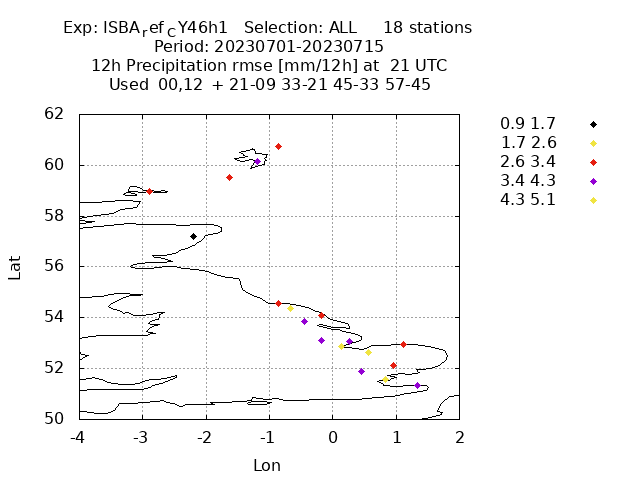 Exp: ISBArefCY46h1 Selection: ALL 18 stations
Period: 20230701-20230715
12h Precipitation rmse [mm/12h] at 21 UTC
Used 00,12 + 21-09 33-21 45-33 57-45
62
60
58
56
54
52
50
-4 -3 -2 -1 0 1 2
Lat
Lon
0.9 1.7
1.7 2.6
2.6 3.4
3.4 4.3
4.3 5.1